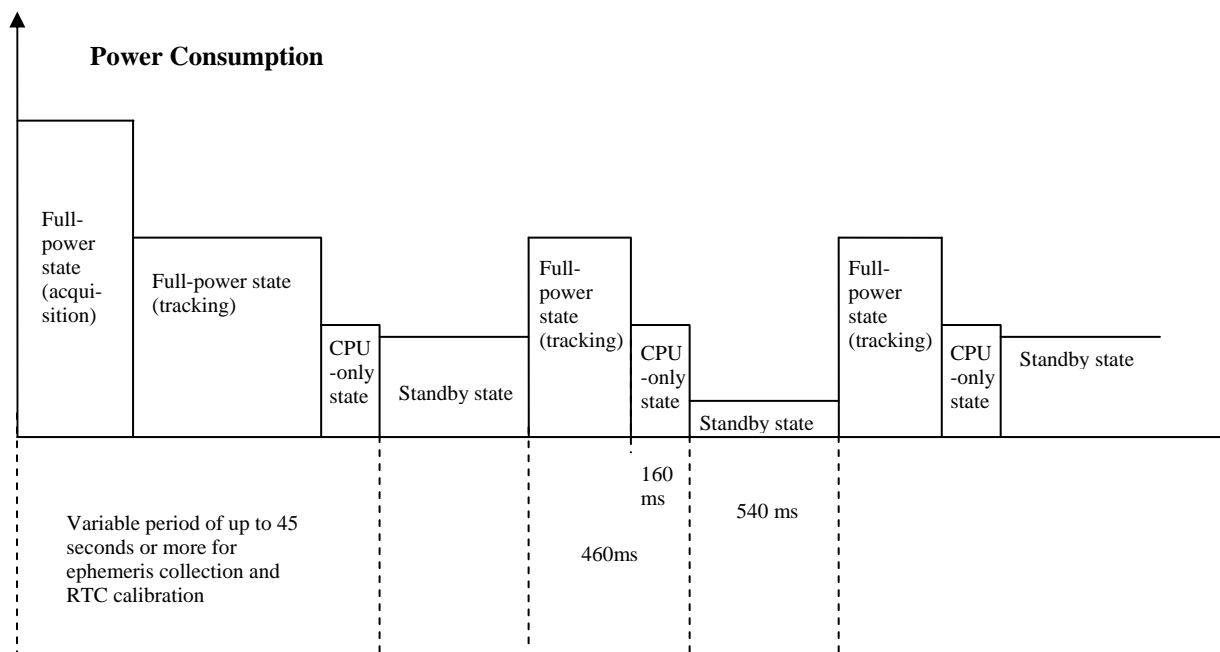 Power Consumption
Full-
power
state
(acqui-
sition)
Full-power state
(tracking)
CPU
-only
state
Standby state
Full-
power
state
(tracking)
CPU
-only
state
Standby state
Full-
power
state
(tracking)
CPU
-only
state
Standby state
Variable period of up to 45
seconds or more for
ephemeris collection and
RTC calibration
460ms
160
ms
540 ms